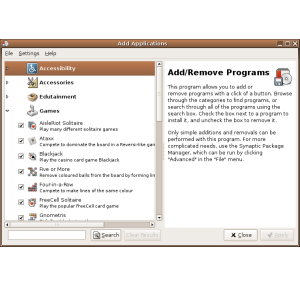 Add Applications
File Settings Help
Accessibility
Accessories
Edutainment
Games
AisleRiot Solitaire
Play many different solitaire games
Ataxx
Compete to dominate the board in a Reversi-like gam
Blackjack
Play the casino card game Blackjack
Five or More
Remove coloured balls from the board by forming lin
Four-in-a-Row
Compete to make lines of the same colour
FreeCell Solitaire
Play the popular FreeCell card game
Gnometris
Add/Remove Programs
This program allows you to add or
remove programs with a click of a button. Browse
through the categories to find programs, or
search through all of the programs using the
search box. Check the box next to a program to
install it, and uncheck the box to remove it.
Only simple additions and removals can be
performed with this program. For more
complicated needs, use the Synaptic Package
Manager, which can be run by clicking
"Advanced" in the "File" menu.
Search
Clear Results
Close
Apply